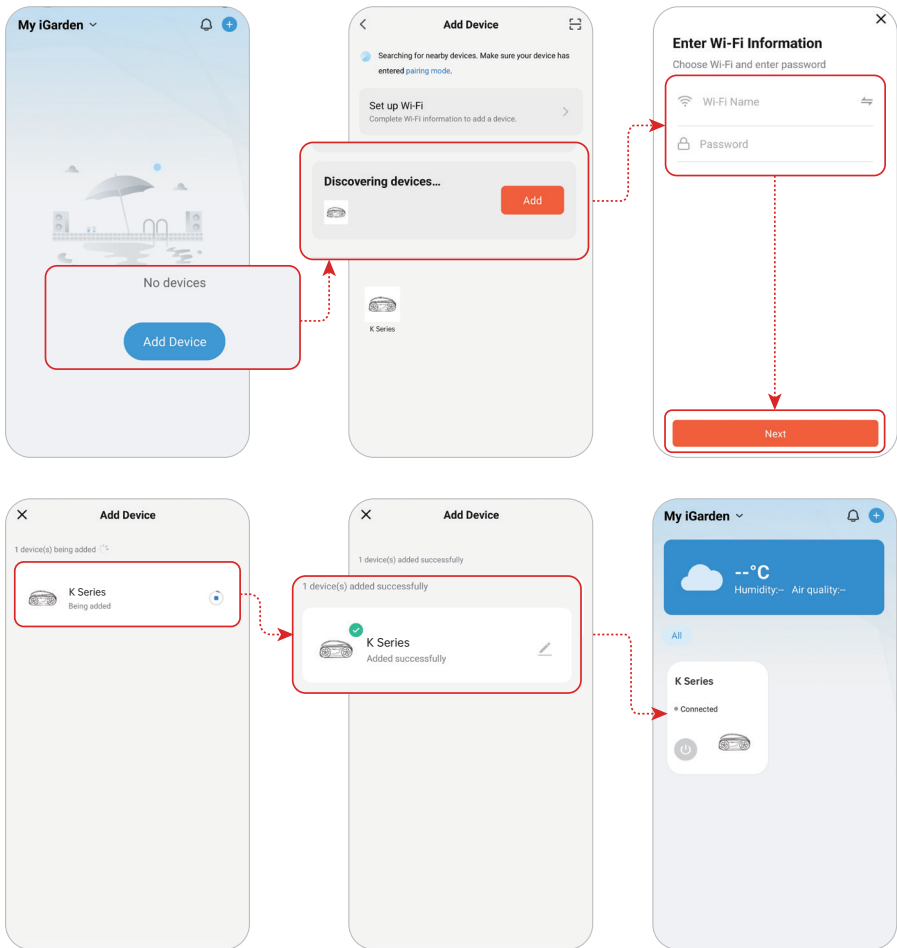 My iGarden
No devices
Add Device
Add Device
Searching for nearby devices. Make sure your device has
entered pairing mode.
Set up Wi-Fi
Complete Wi-Fi information to add a device.
Discovering devices...
Add
K Series
Enter Wi-Fi Information
Choose Wi-Fi and enter password
Wi-Fi Name
Password
Next
Add Device
1 device(s) being added
K Series
Being added
Add Device
1 device(s) added successfully
1 device(s) added successfully
K Series
Added successfully
My iGarden
--°C
Humidity:-- Air quality:--
All
K Series
Connected